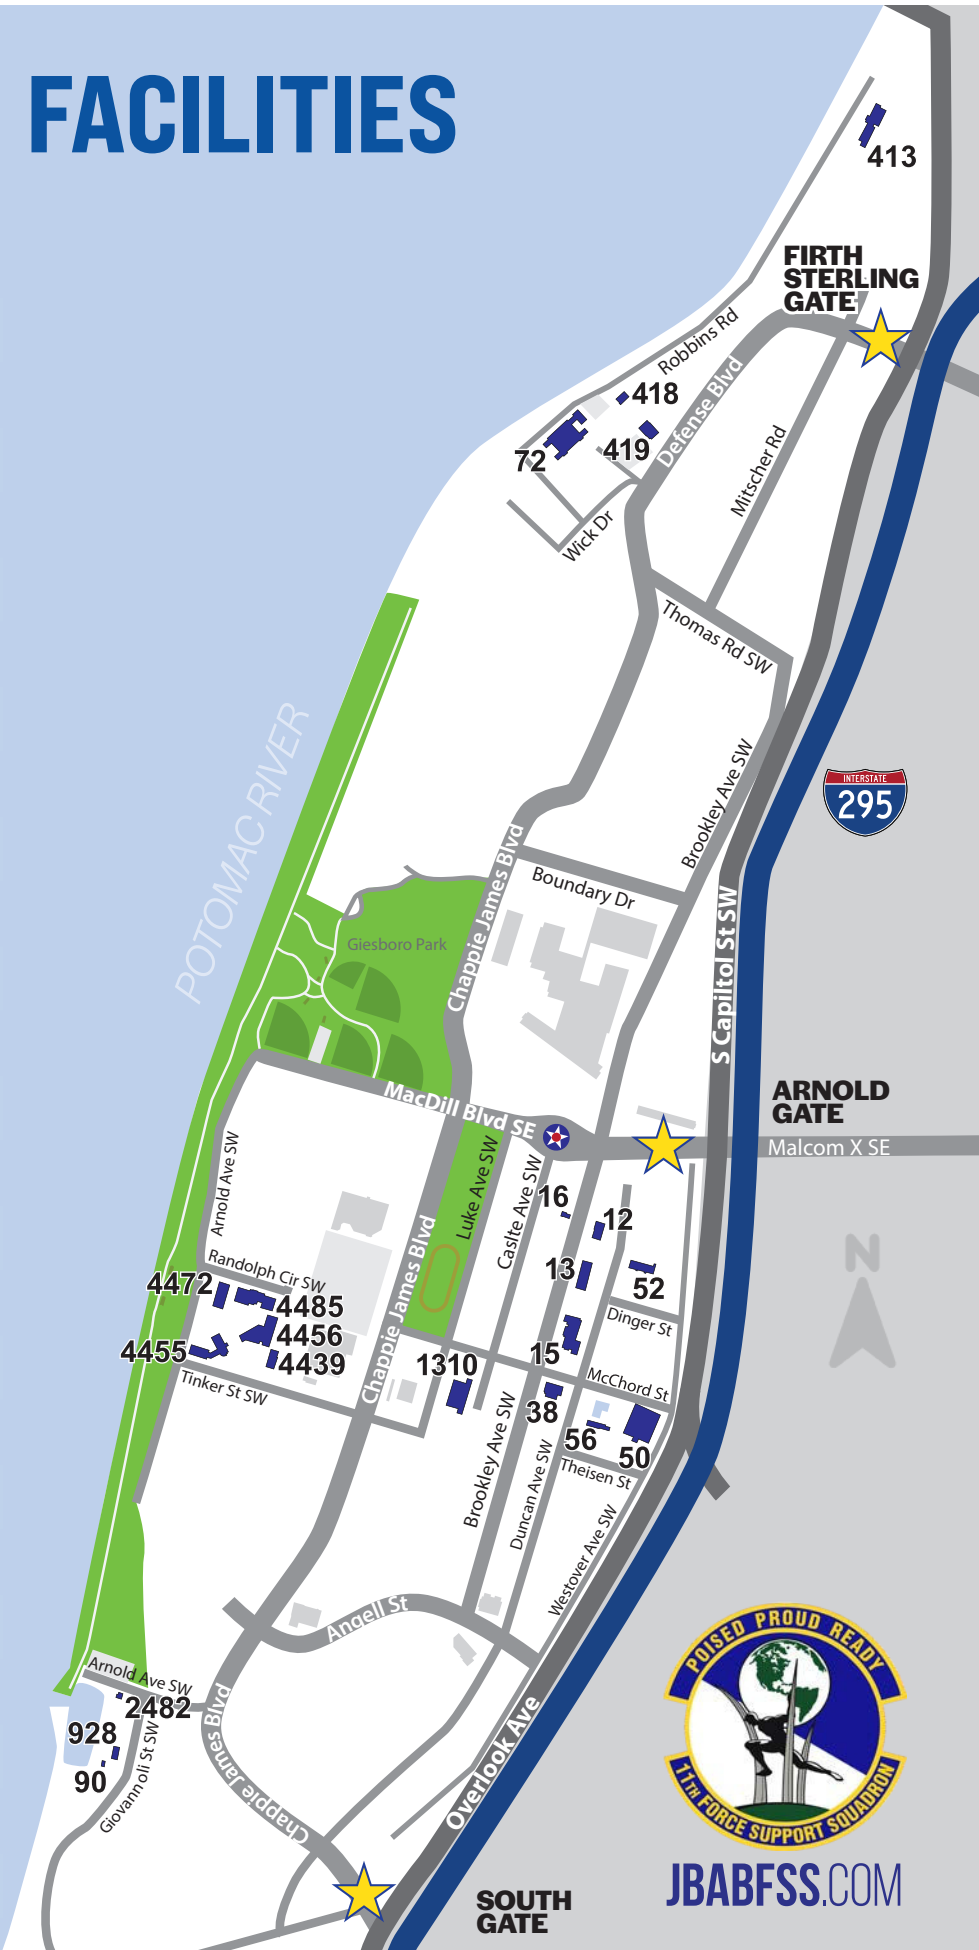 FACILITIES
413
FIRTH
STERLING
GATE
Robbins Rd
418
Defense Blvd
419
72
Mitscher Rd
Wick Dr
Thomas Rd SW
POTOMAC RIVER
Brookley Ave SW
INTERSTATE
295
Chappie James Blvd
Boundary Dr
S Capiltol St SW
Giesboro Park
MacDill Blvd SE
ARNOLD
GATE
Malcom X SE
Arnold Ave SW
Luke Ave SW
Caslte Ave SW
16
12
N
Randolph Cir SW
13
52
4472
4485
Dinger St
4456
Chappie James Blvd
4455
4439
1310
15
Tinker St SW
McChord St
38
56
50
Brookley Ave SW
Duncan Ave SW
Theisen St
Westover Ave SW
Angell St
Arnold Ave SW
2482
928
90
Giovannoli St SW
Chappie James Blvd
Overlook Ave
POISED PROUD READY
11TH FORCE SUPPORT SQUADRON
JBABFSS.COM
SOUTH
GATE